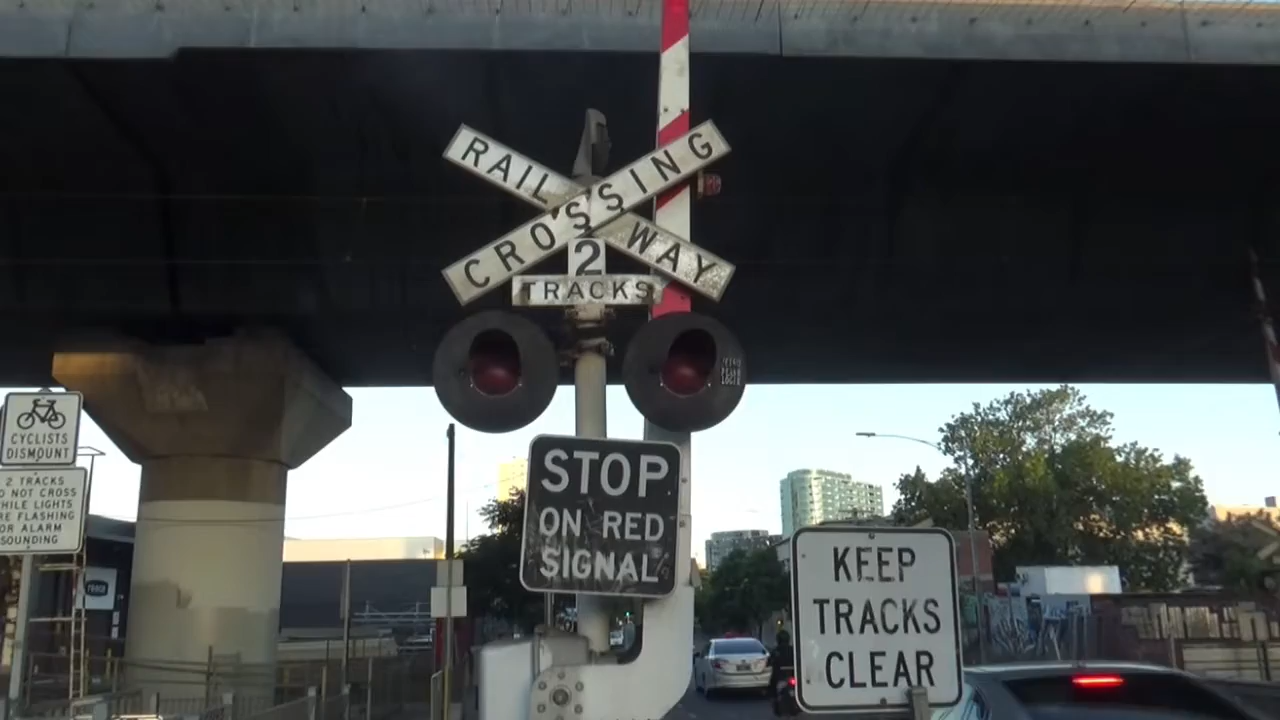 RAILWAY
CROSSING
2
TRACKS
STOP
ON RED
SIGNAL
KEEP
TRACKS
CLEAR
CYCLISTS
DISMOUNT
2 TRACKS
O NOT CROSS
HILE LIGHTS
RE FLASHING
OR ALARM
SOUNDING